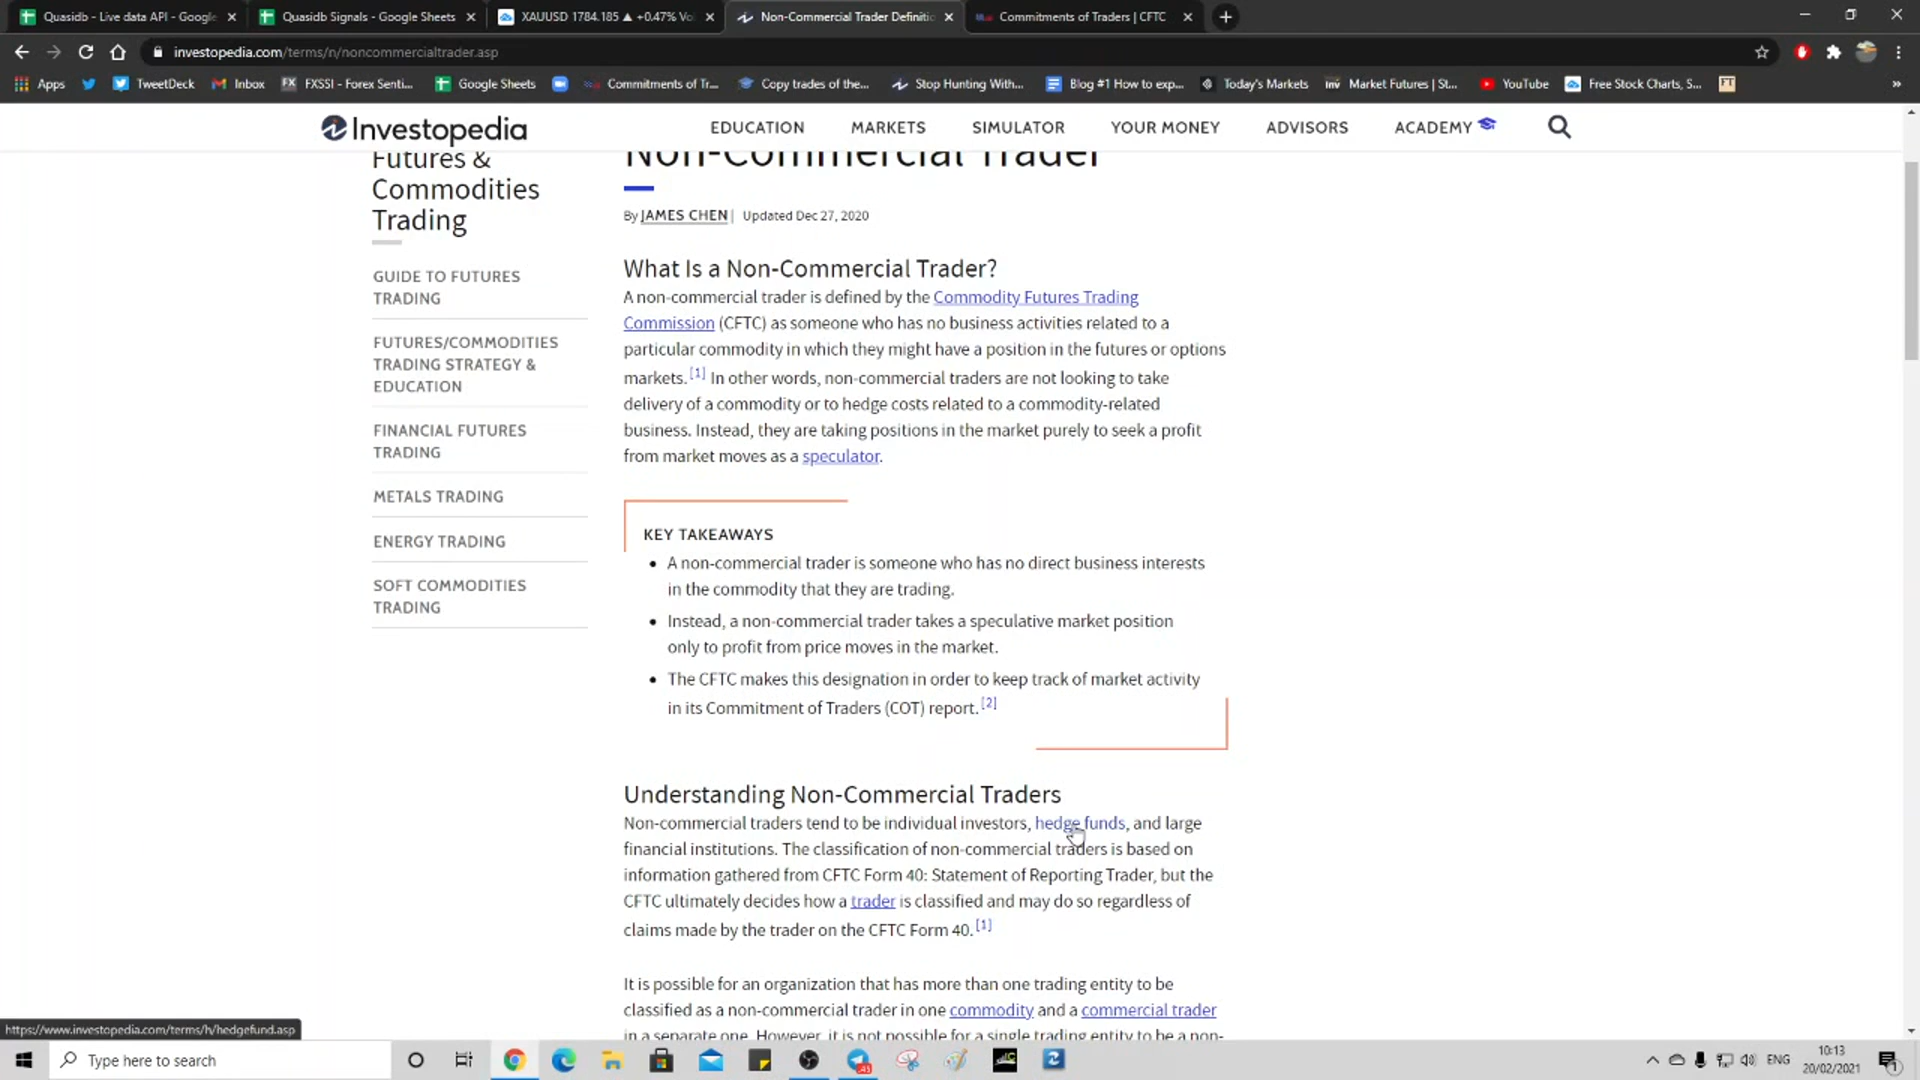 Quasidb - Live data API - Google
Quasidb Signals - Google Sheets
XAUUSD 1784.185 ▲ +0.47% Vo
Non-Commercial Trader Definitio
Commitments of Traders | CFTC
investopedia.com/terms/n/noncommercialtrader.asp
Apps
TweetDeck
Inbox
FXSSI - Forex Senti...
Google Sheets
Commitments of Tr...
Copy trades of the...
Stop Hunting With...
Blog #1 How to exp...
Today's Markets
Market Futures | St...
YouTube
Free Stock Charts, S...
Investopedia
EDUCATION
MARKETS
SIMULATOR
YOUR MONEY
ADVISORS
ACADEMY
Futures &
Commodities
Trading
GUIDE TO FUTURES
TRADING
FUTURES/COMMODITIES
TRADING STRATEGY &
EDUCATION
FINANCIAL FUTURES
TRADING
METALS TRADING
ENERGY TRADING
SOFT COMMODITIES
TRADING
Non-Commercial Trader
By JAMES CHEN | Updated Dec 27, 2020
What Is a Non-Commercial Trader?
A non-commercial trader is defined by the Commodity Futures Trading
Commission (CFTC) as someone who has no business activities related to a
particular commodity in which they might have a position in the futures or options
markets. [1] In other words, non-commercial traders are not looking to take
delivery of a commodity or to hedge costs related to a commodity-related
business. Instead, they are taking positions in the market purely to seek a profit
from market moves as a speculator.
KEY TAKEAWAYS
• A non-commercial trader is someone who has no direct business interests
in the commodity that they are trading.
• Instead, a non-commercial trader takes a speculative market position
only to profit from price moves in the market.
• The CFTC makes this designation in order to keep track of market activity
in its Commitment of Traders (COT) report. [2]
Understanding Non-Commercial Traders
Non-commercial traders tend to be individual investors, hedge funds, and large
financial institutions. The classification of non-commercial traders is based on
information gathered from CFTC Form 40: Statement of Reporting Trader, but the
CFTC ultimately decides how a trader is classified and may do so regardless of
claims made by the trader on the CFTC Form 40. [1]
It is possible for an organization that has more than one trading entity to be
classified as a non-commercial trader in one commodity and a commercial trader
in a separate one. However, it is not possible for a single trading entity to be a non-
https://www.investopedia.com/terms/h/hedgefund.asp
Type here to search
ENG
10:13
20/02/2021